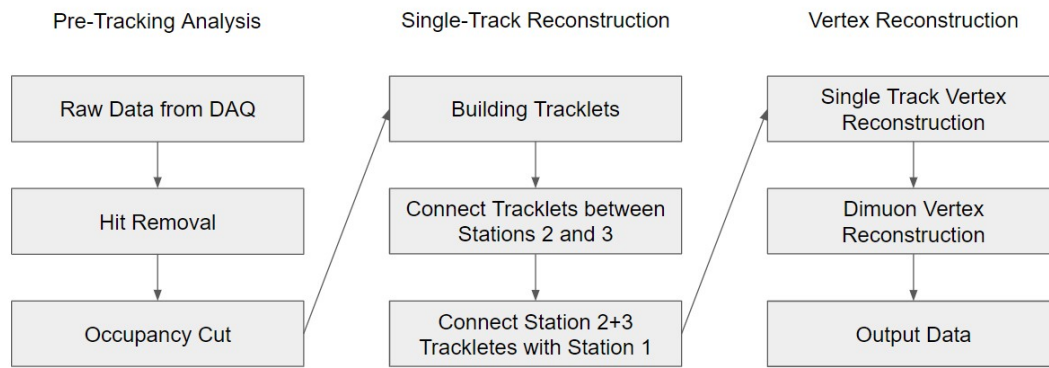 Pre-Tracking Analysis
Raw Data from DAQ
Hit Removal
Occupancy Cut
Single-Track Reconstruction
Building Tracklets
Connect Tracklets between
Stations 2 and 3
Connect Station 2+3
Trackletes with Station 1
Vertex Reconstruction
Single Track Vertex
Reconstruction
Dimuon Vertex
Reconstruction
Output Data